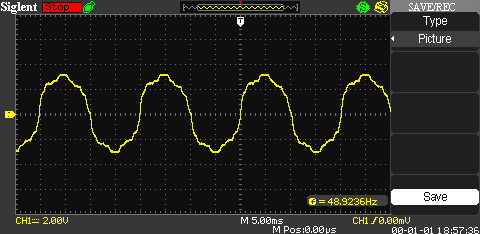 Siglent Stop SAVE/REC
Type
Picture
T
f = 48.9236Hz
Save
CH1 2.00V M 5.00ms CH1 /0.00mV
M Pos:0.00µs 00-01-01 18:57:36